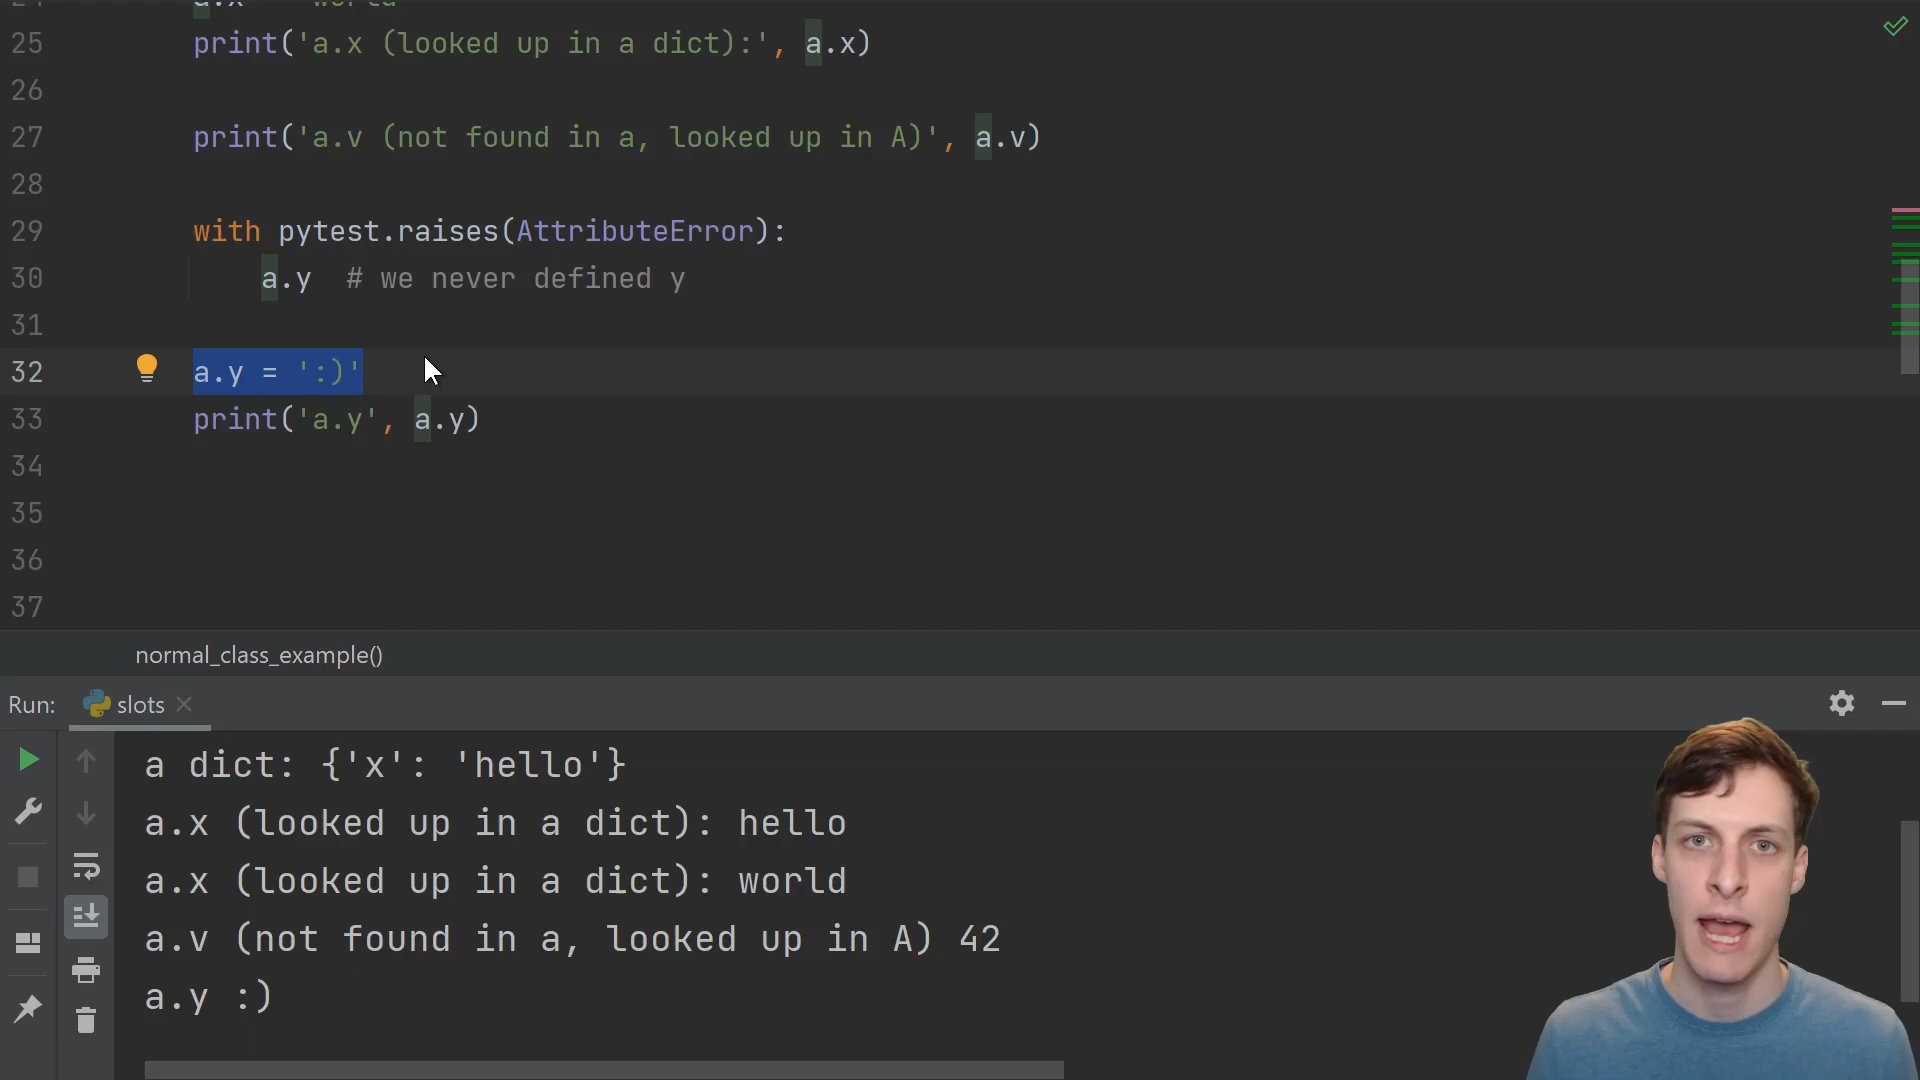 25 print('a.x (looked up in a dict):', a.x)
26
27 print('a.v (not found in a, looked up in A)', a.v)
28
29 with pytest.raises(AttributeError):
30 a.y # we never defined y
31
32 a.y = ':)'
33 print('a.y', a.y)
34
35
36
37
normal_class_example()
Run: slots
a dict: {'x': 'hello'}
a.x (looked up in a dict): hello
a.x (looked up in a dict): world
a.v (not found in a, looked up in A) 42
a.y :)